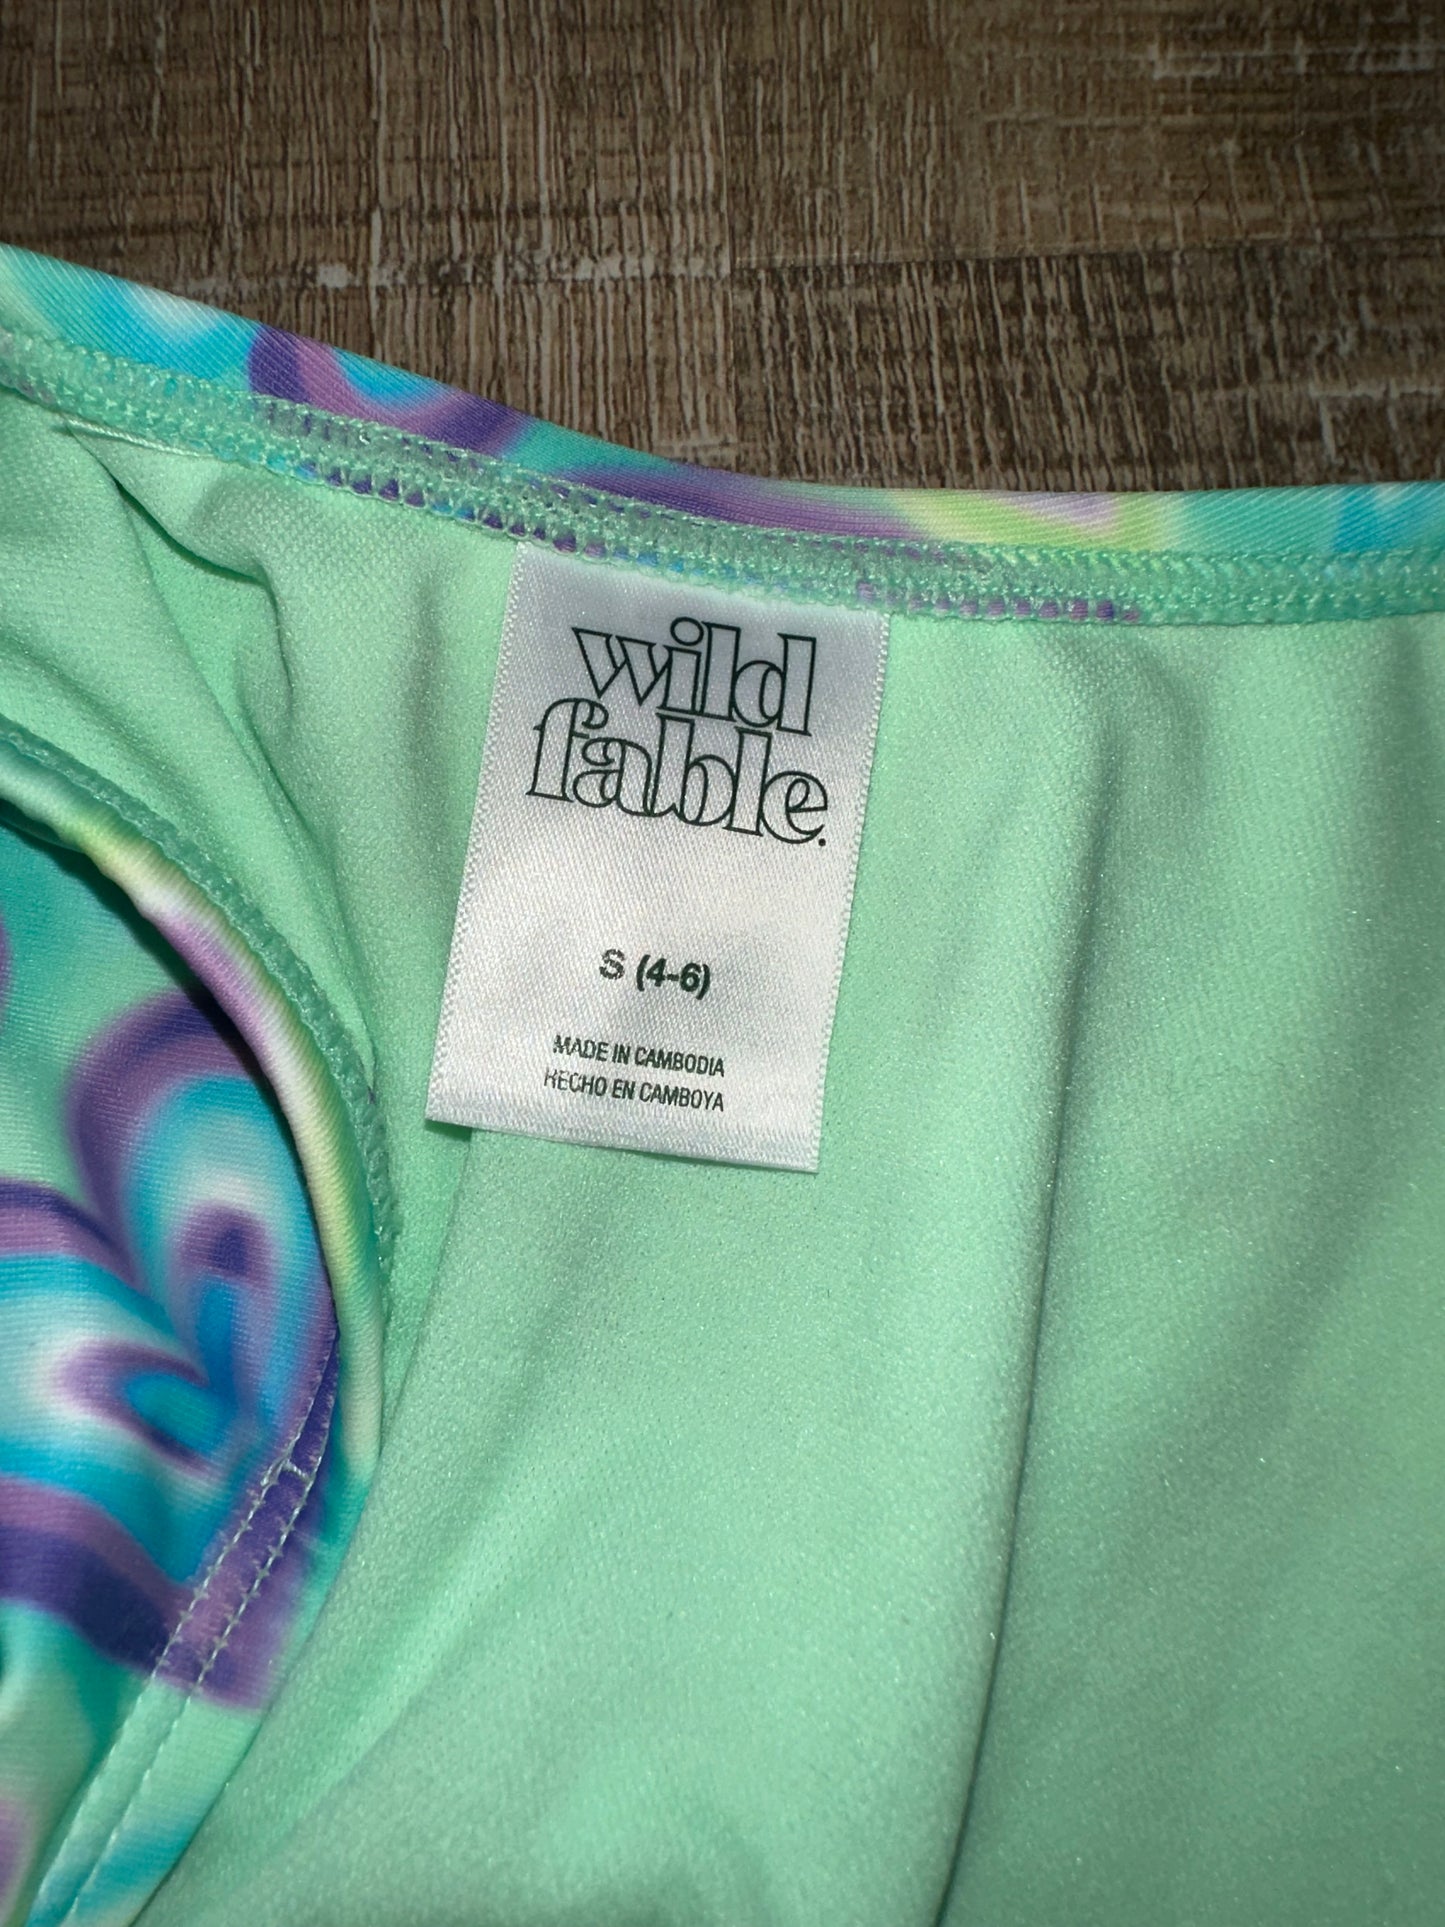 wild
fable.
S (4-6)
MADE IN CAMBODIA
HECHO EN CAMBOYA